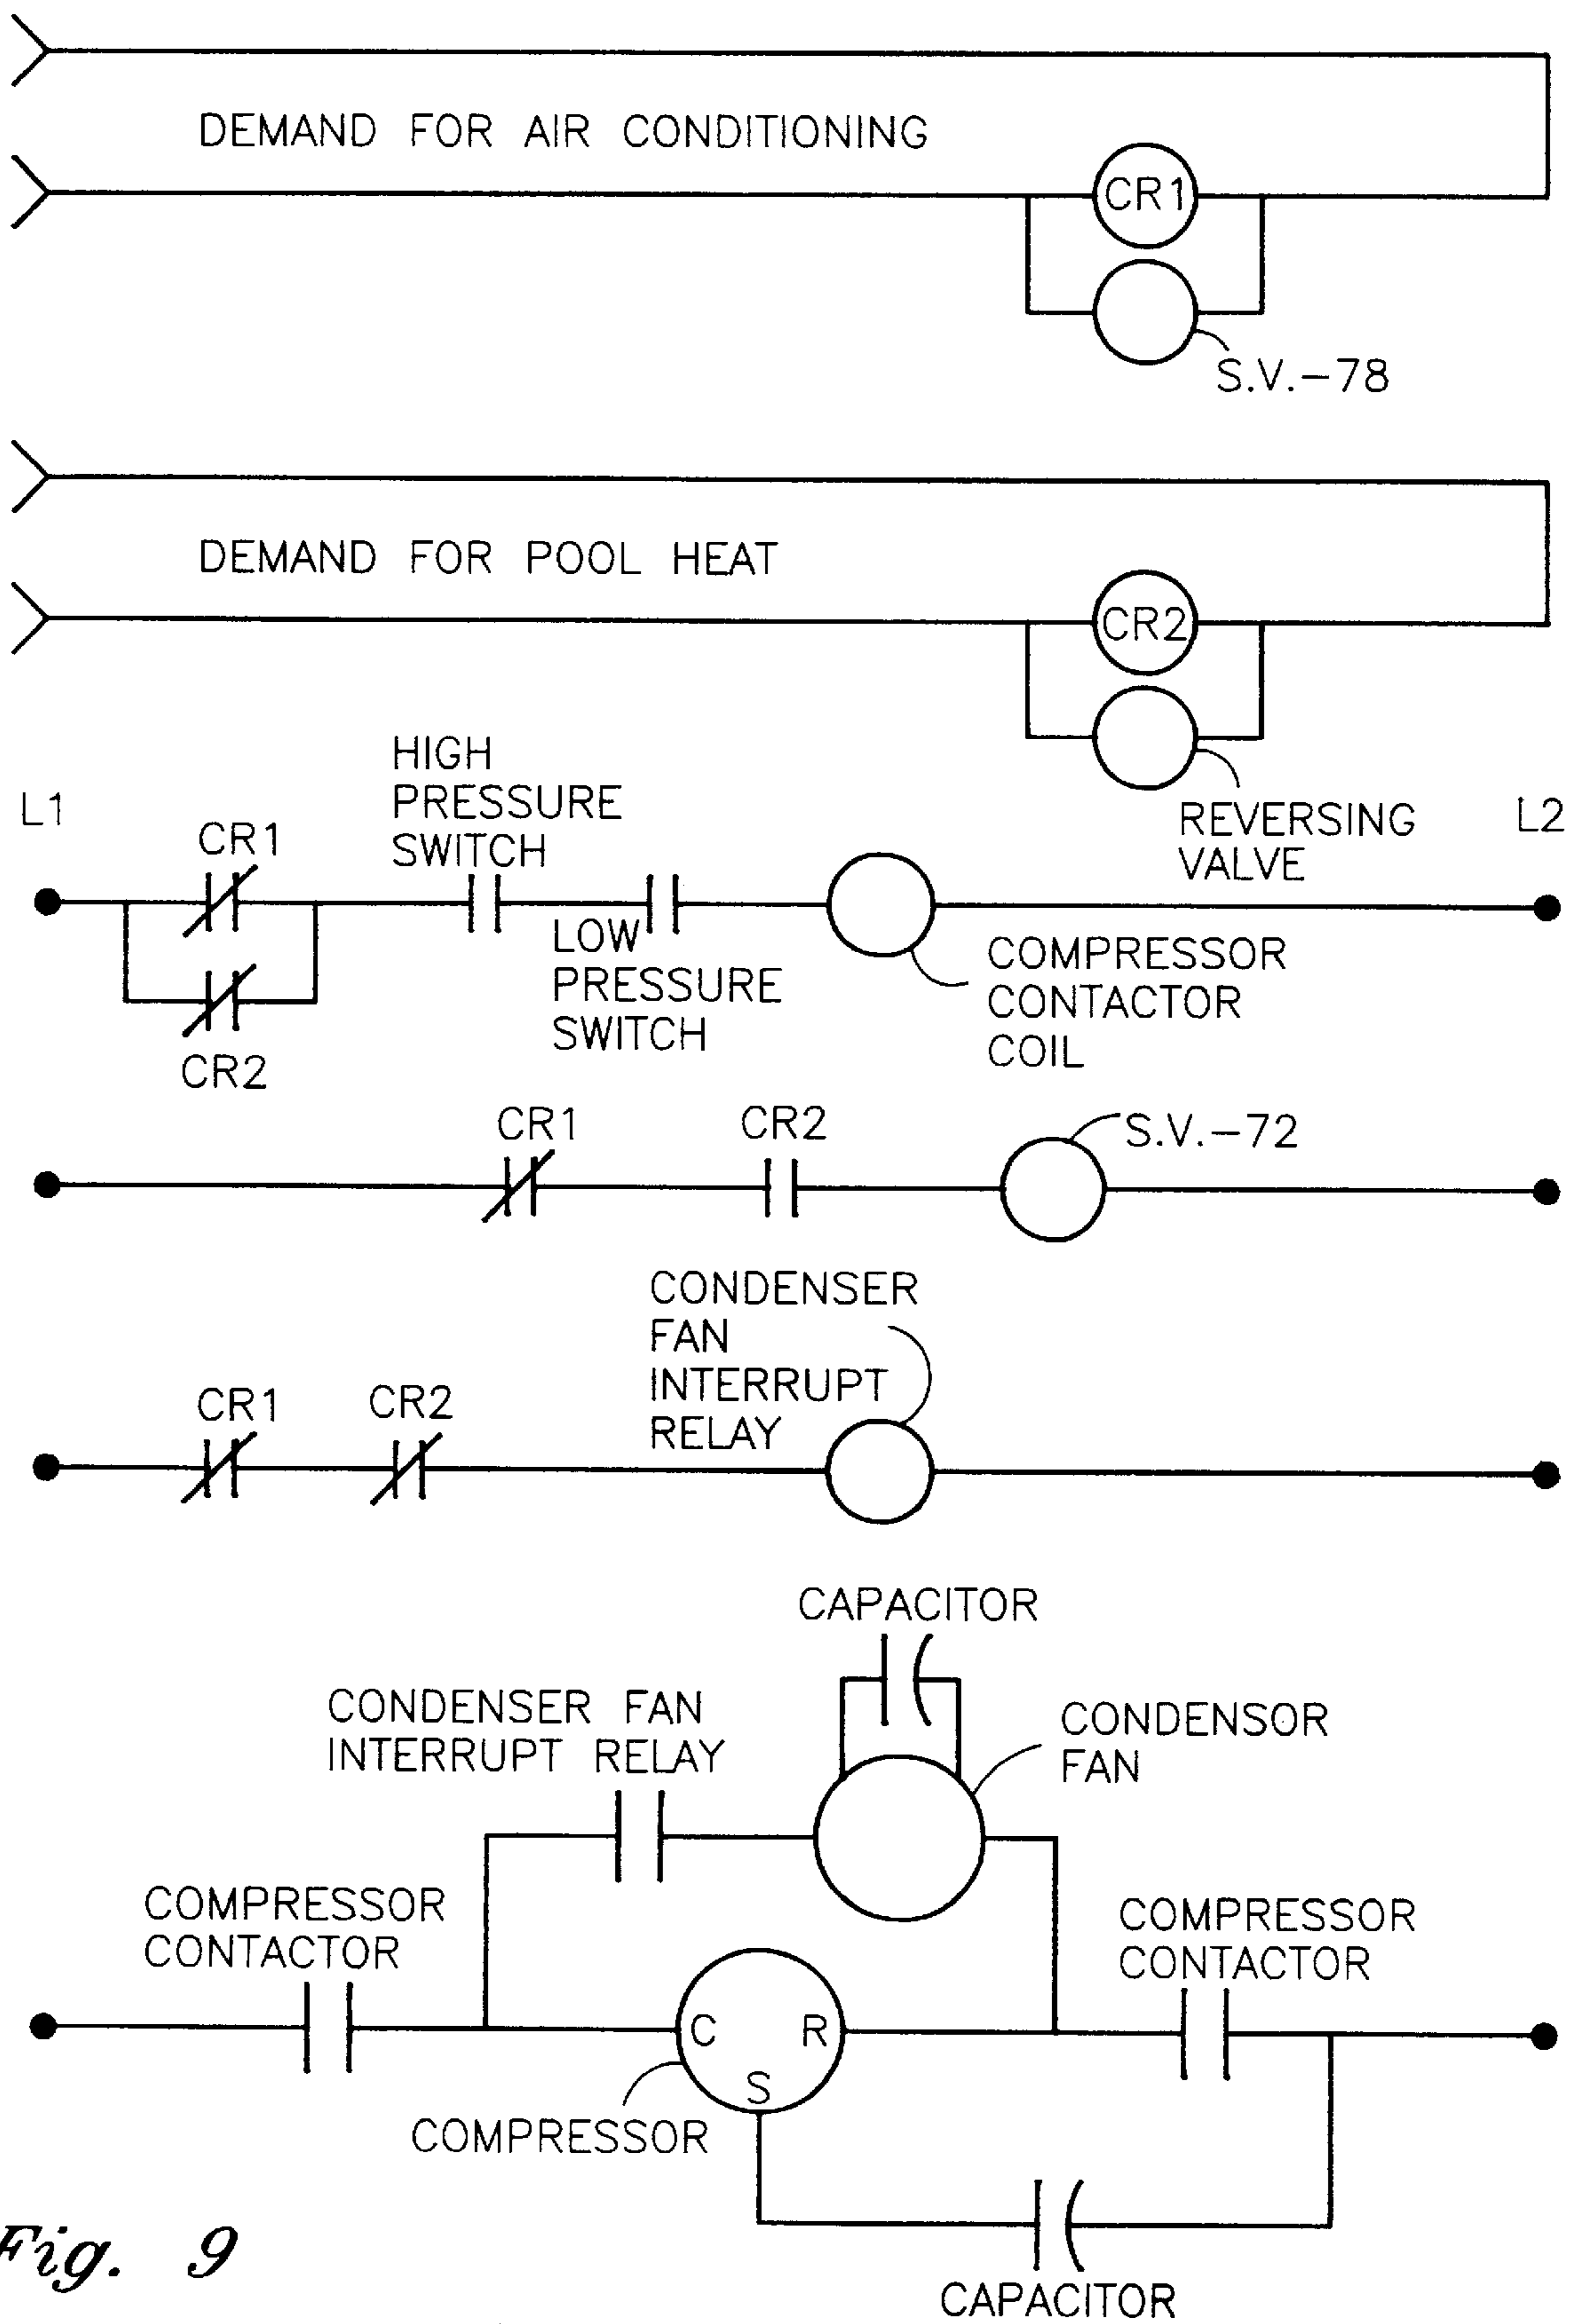 DEMAND FOR AIR CONDITIONING
CR1
S.V.-78
DEMAND FOR POOL HEAT
CR2
REVERSING
VALVE
L1
L2
CR1
HIGH
PRESSURE
SWITCH
LOW
PRESSURE
SWITCH
COMPRESSOR
CONTACTOR
COIL
CR2
CR1
CR2
S.V.-72
CONDENSER
FAN
INTERRUPT
RELAY
CR1
CR2
CAPACITOR
CONDENSER FAN
INTERRUPT RELAY
CONDENSOR
FAN
COMPRESSOR
CONTACTOR
COMPRESSOR
CONTACTOR
C
R
S
COMPRESSOR
CAPACITOR
Fig. 9